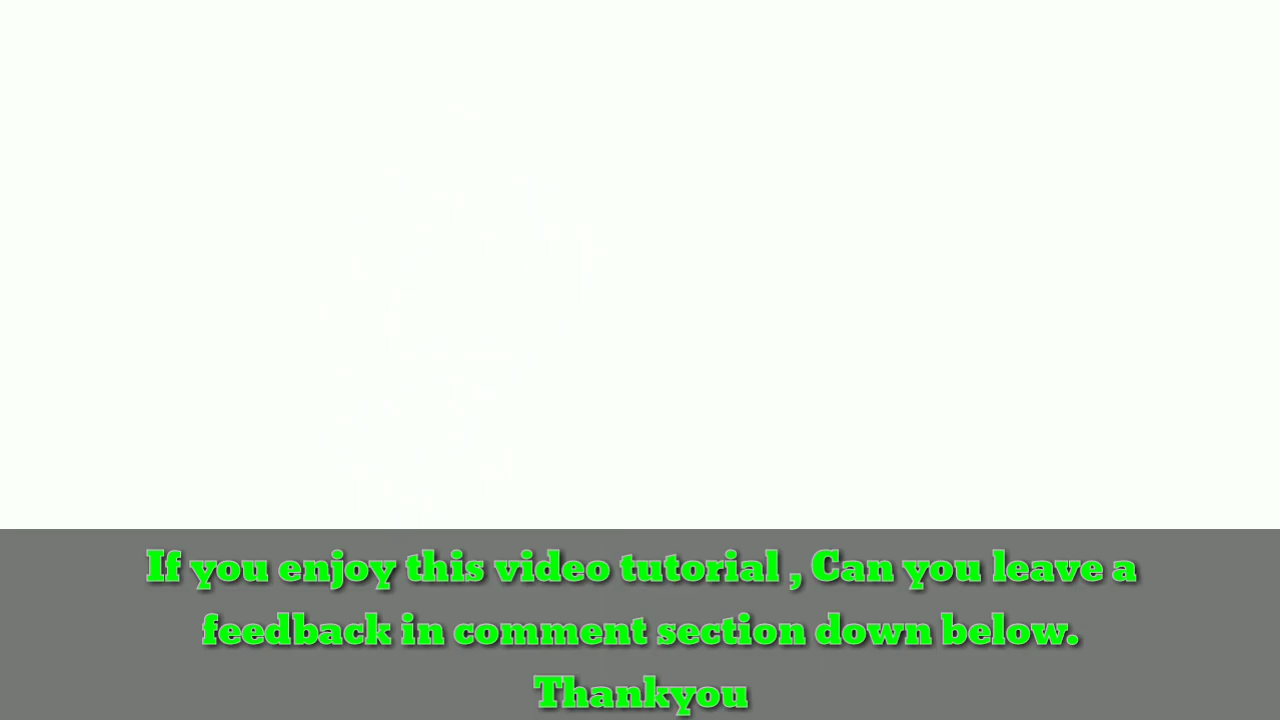 If you enjoy this video tutorial , Can you leave a
feedback in comment section down below.
Thankyou